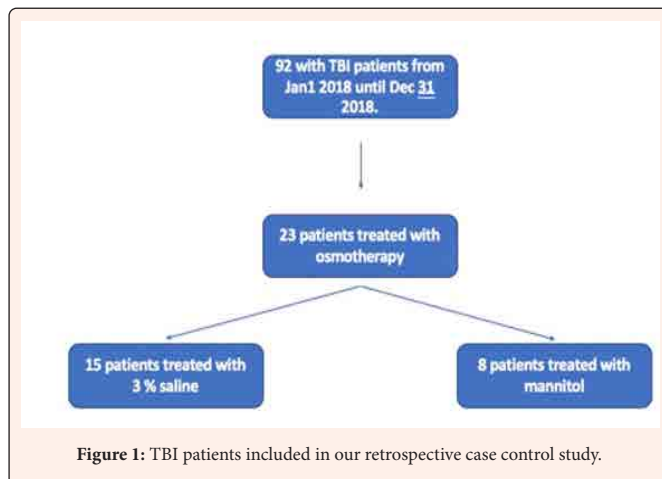 92 with TBI patients from
Jan1 2018 until Dec 31
2018.
23 patients treated with
osmotherapy
15 patients treated with
3 % saline
8 patients treated with
mannitol
Figure 1: TBI patients included in our retrospective case control study.